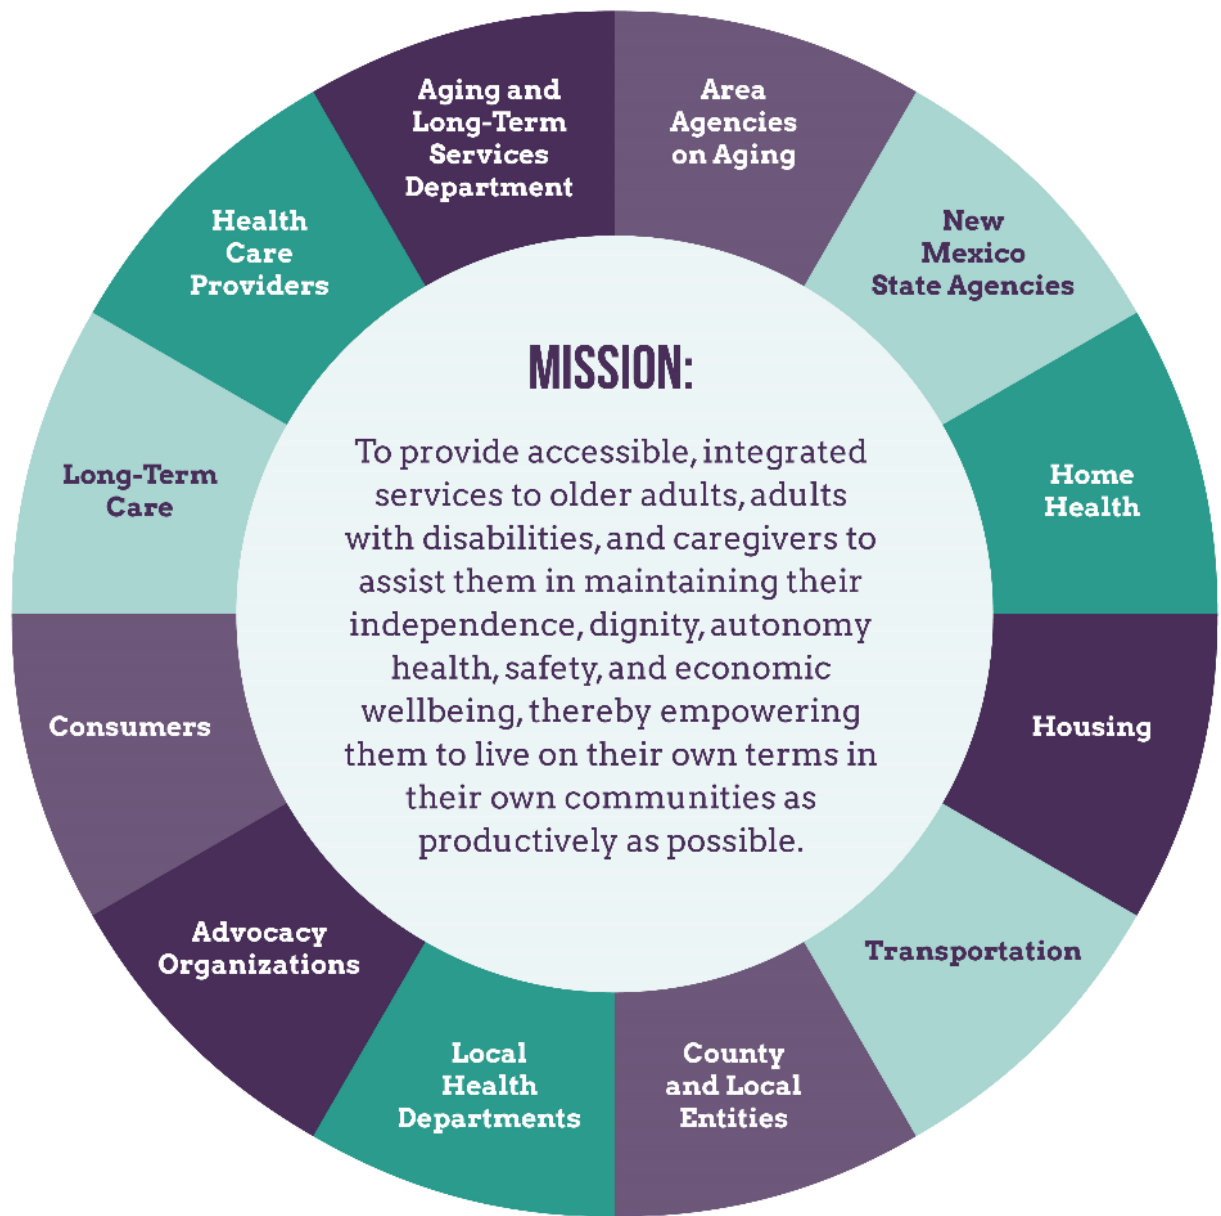 Aging and
Long-Term
Services
Department
Area
Agencies
on Aging
New
Mexico
State Agencies
Home
Health
Housing
Transportation
County
and Local
Entities
Local
Health
Departments
Advocacy
Organizations
Consumers
Long-Term
Care
Health
Care
Providers
MISSION:
To provide accessible, integrated
services to older adults, adults
with disabilities, and caregivers to
assist them in maintaining their
independence, dignity, autonomy
health, safety, and economic
wellbeing, thereby empowering
them to live on their own terms in
their own communities as
productively as possible.